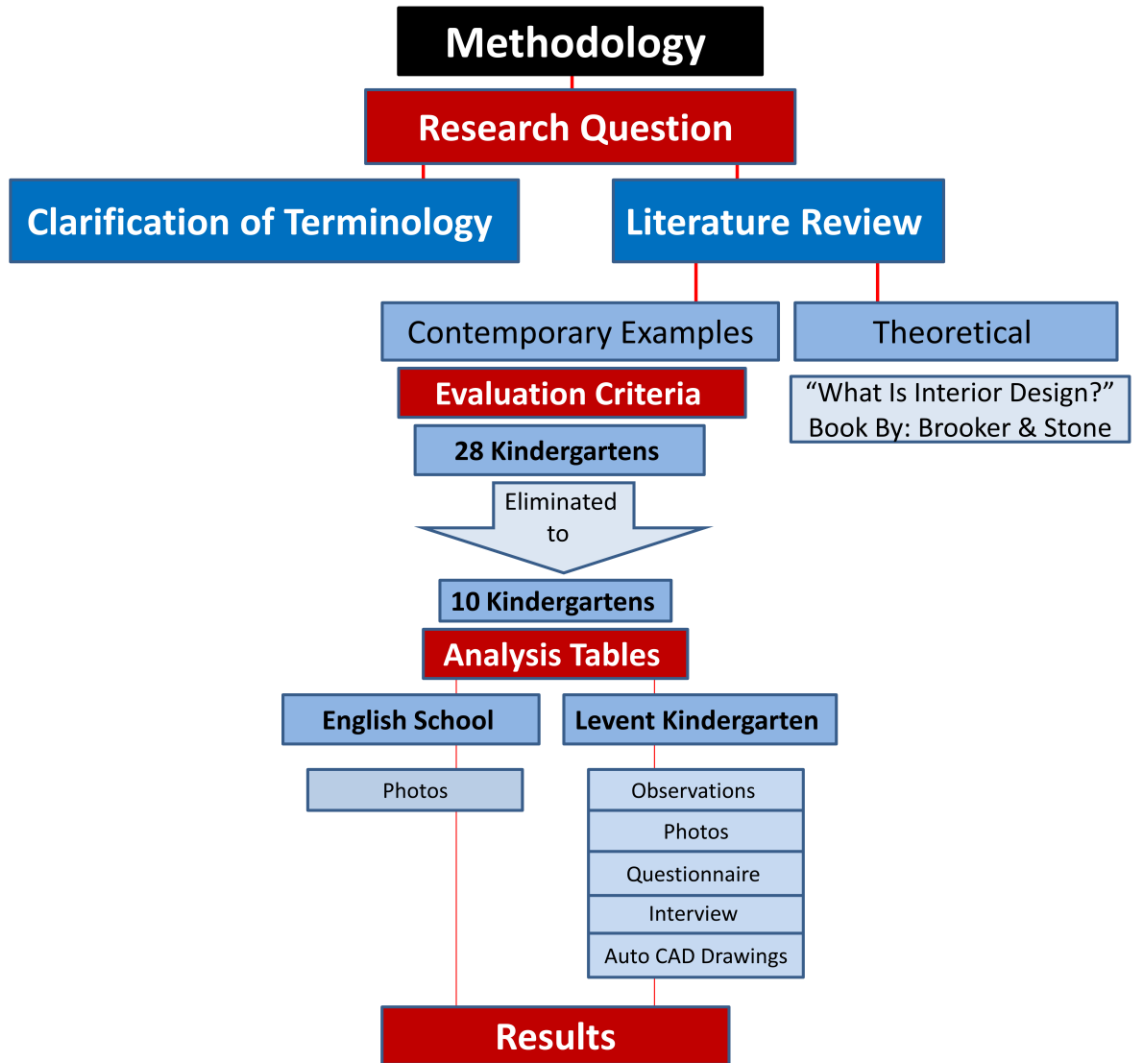 Methodology
Research Question
Clarification of Terminology
Literature Review
Contemporary Examples
Theoretical
Evaluation Criteria
“What Is Interior Design?”
Book By: Brooker & Stone
28 Kindergartens
Eliminated
to
10 Kindergartens
Analysis Tables
English School
Levent Kindergarten
Photos
Observations
Photos
Questionnaire
Interview
Auto CAD Drawings
Results